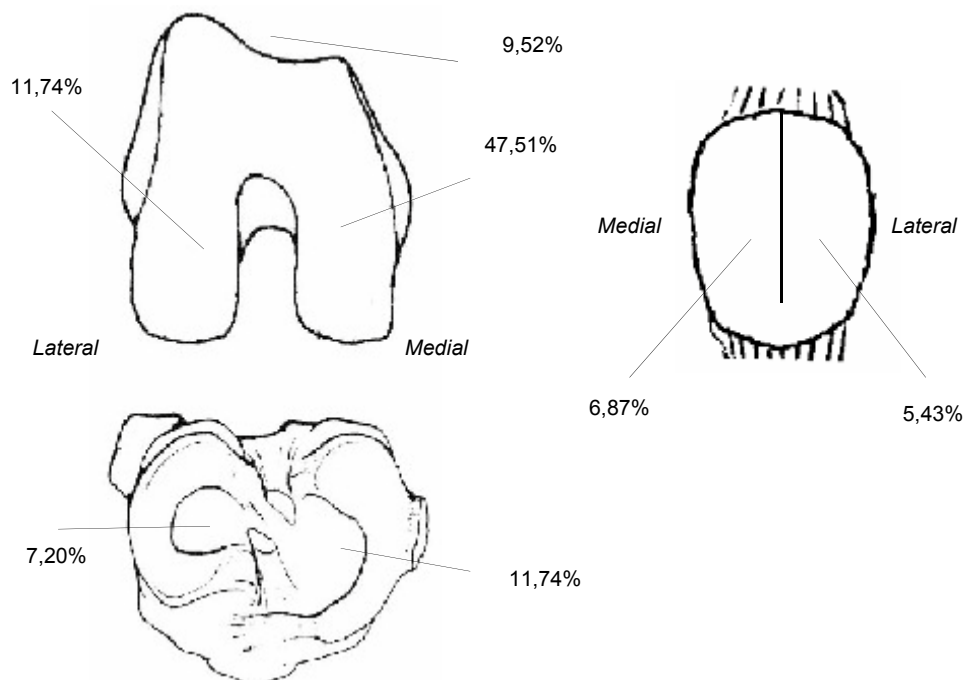 9,52%
11,74%
47,51%
Medial
Lateral
Lateral
Medial
6,87%
5,43%
7,20%
11,74%